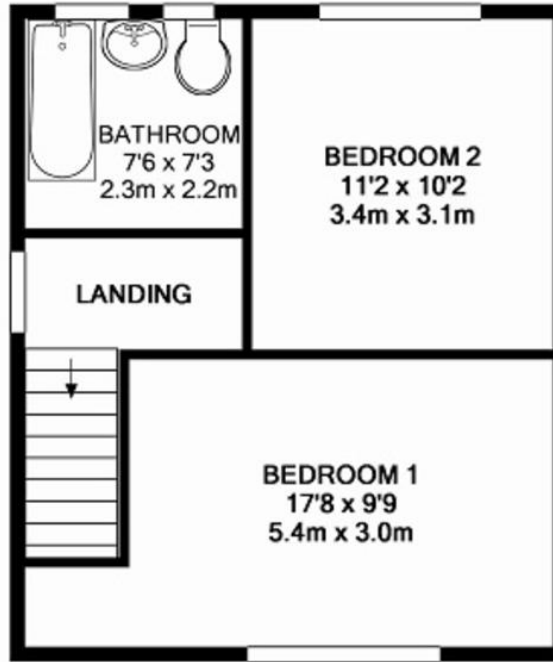 BATHROOM
7'6 x 7'3
2.3m x 2.2m
BEDROOM 2
11'2 x 10'2
3.4m x 3.1m
LANDING
BEDROOM 1
17'8 x 9'9
5.4m x 3.0m